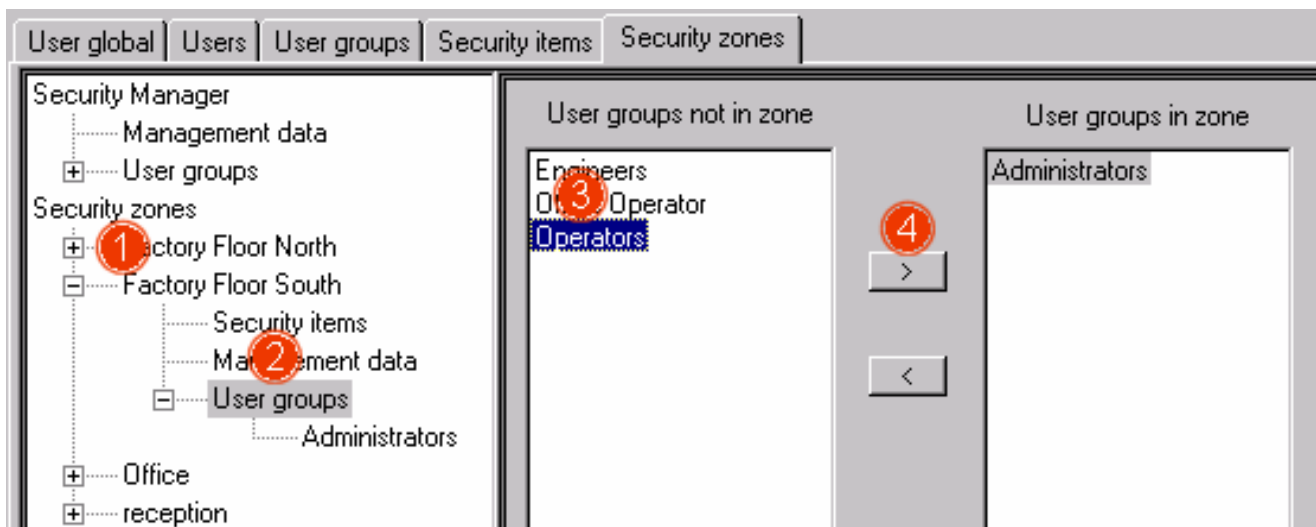 User global Users User groups Security items Security zones
Security Manager
Management data
User groups
Security zones
1 Factory Floor North
Factory Floor South
Security items
2 data
User groups
Administrators
Office
reception
User groups not in zone
Engineers
3 Operator
Operators
4
>
<
User groups in zone
Administrators